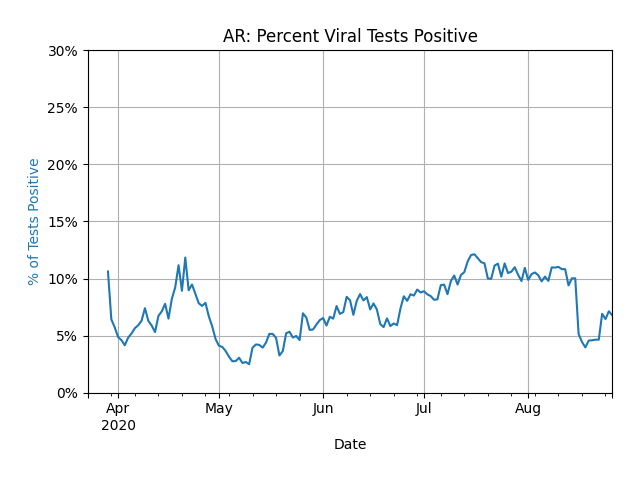 AR: Percent Viral Tests Positive
30%
25%
20%
15%
10%
5%
0%
% of Tests Positive
Apr May Jun Jul Aug
2020
Date